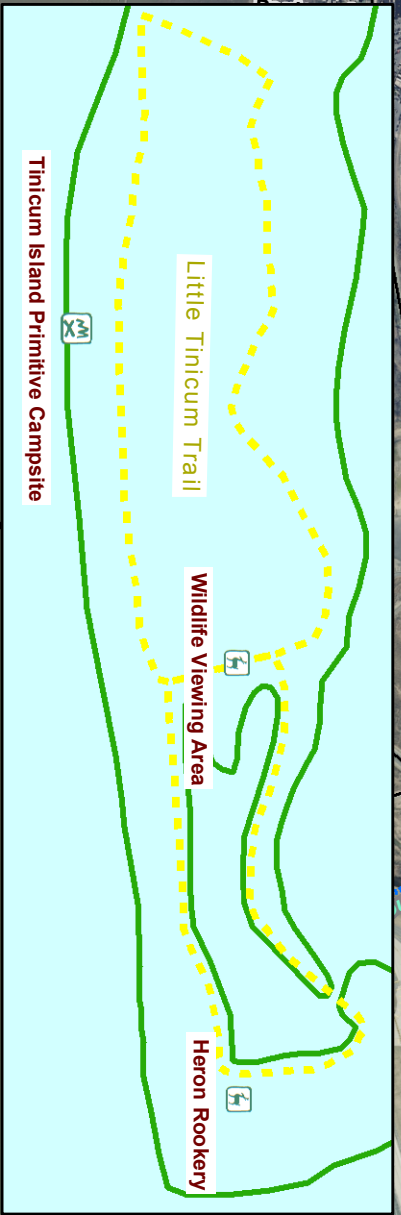 Little Tinicum Trail
Wildlife Viewing Area
Heron Rookery
Tinicum Island Primitive Campsite